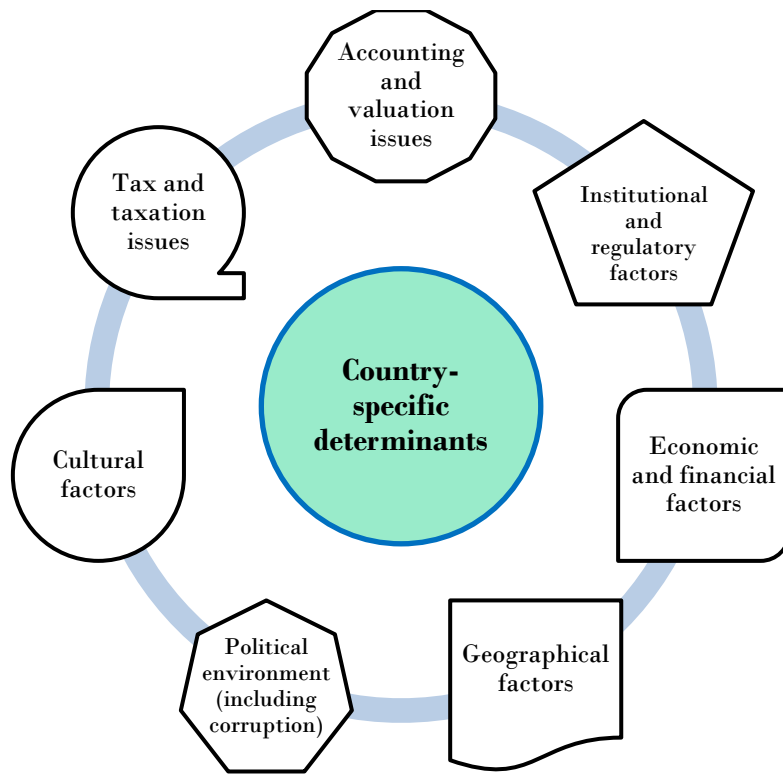 Accounting
and
valuation
issues
Institutional
and
regulatory
factors
Economic
and financial
factors
Geographical
factors
Political
environment
(including
corruption)
Cultural
factors
Tax and
taxation
issues
Country-
specific
determinants